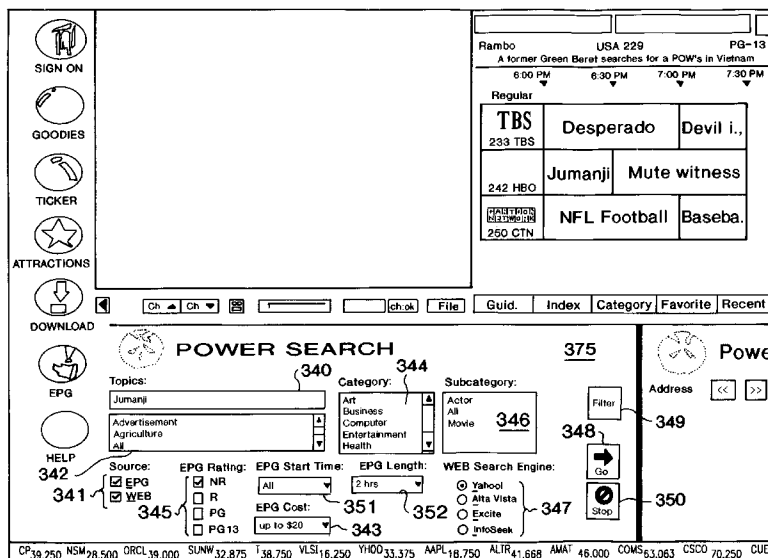 SIGN ON
GOODIES
TICKER
ATTRACTIONS
DOWNLOAD
EPG
HELP
Rambo USA 229 PG-13
A former Green Beret searches for a POW's in Vietnam
6:00 PM 6:30 PM 7:00 PM 7:30 PM
Regular
TBS
233 TBS
Desperado
Devil i.,
242 HBO
Jumanji
Mute witness
CARTOON NETWORK
250 CTN
NFL Football
Baseba.
Ch Ch ch:ok File Guid. Index Category Favorite Recent
POWER SEARCH 375
Powe
Topics: 340
Jumanji
Advertisement
Agriculture
All
342
Category: 344
Art
Business
Computer
Entertainment
Health
Subcategory:
Actor
All
Movie
346
Filter
349
348
Go
Stop
350
Address << >>
Source:
341
EPG
WEB
EPG Rating:
345
NR
R
PG
PG13
EPG Start Time:
All
351
EPG Cost:
up to $20
343
EPG Length:
2 hrs
352
WEB Search Engine:
Yahool
Alta Vista
Excite
InfoSeek
347
CP39.250 NSM28.500 ORCL39.000 SUNW32.875 T38.750 VLSI16.250 YHOO33.375 AAPL18.750 ALTR41.668 AMAT 46.000 COMS63.063 CSCO70.250 CUE